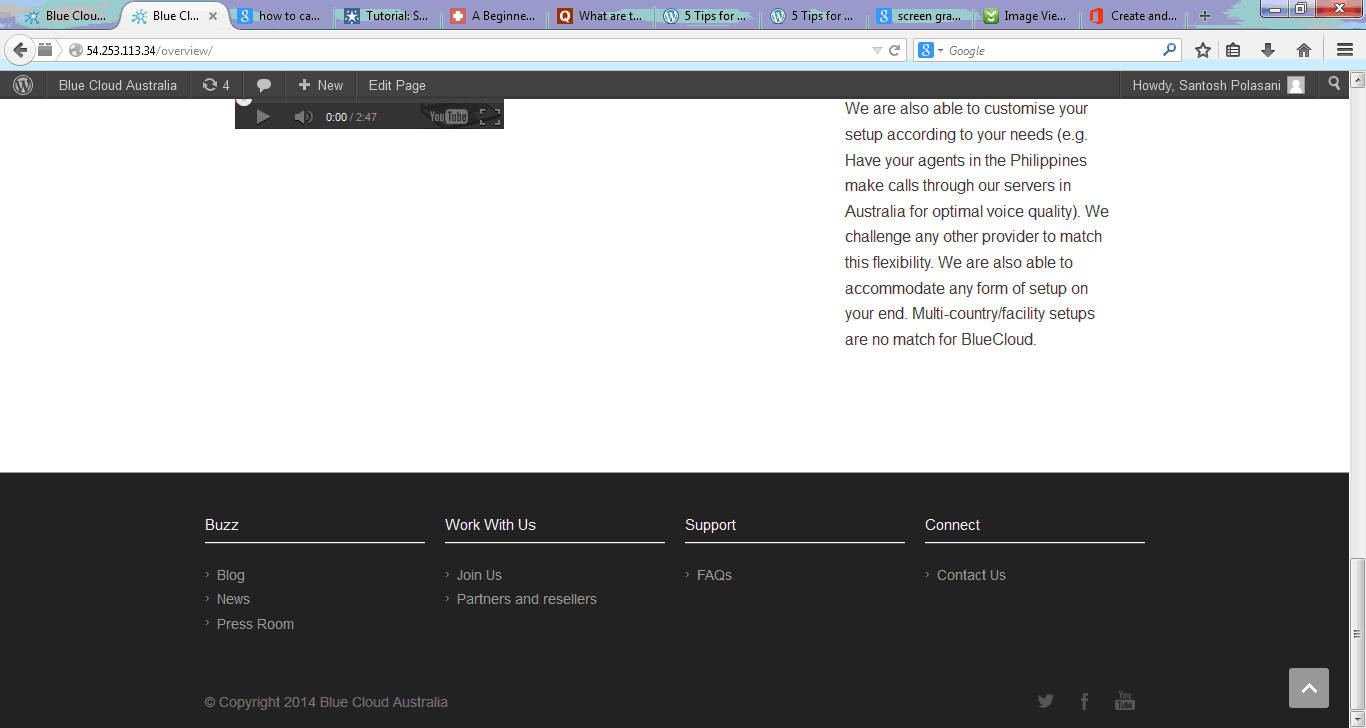 Blue Clou...
Blue Cl...
how to ca...
Tutorial: S...
A Beginne...
What are t...
5 Tips for ...
5 Tips for ...
screen gra...
Image Vie...
Create and...
54.253.113.34/overview/
Google
Blue Cloud Australia
4
New
Edit Page
Howdy, Santosh Polasani
0:00 / 2:47
YouTube
We are also able to customise your
setup according to your needs (e.g.
Have your agents in the Philippines
make calls through our servers in
Australia for optimal voice quality). We
challenge any other provider to match
this flexibility. We are also able to
accommodate any form of setup on
your end. Multi-country/facility setups
are no match for BlueCloud.
Buzz
Blog
News
Press Room
Work With Us
Join Us
Partners and resellers
Support
FAQs
Connect
Contact Us
© Copyright 2014 Blue Cloud Australia
You
Tube